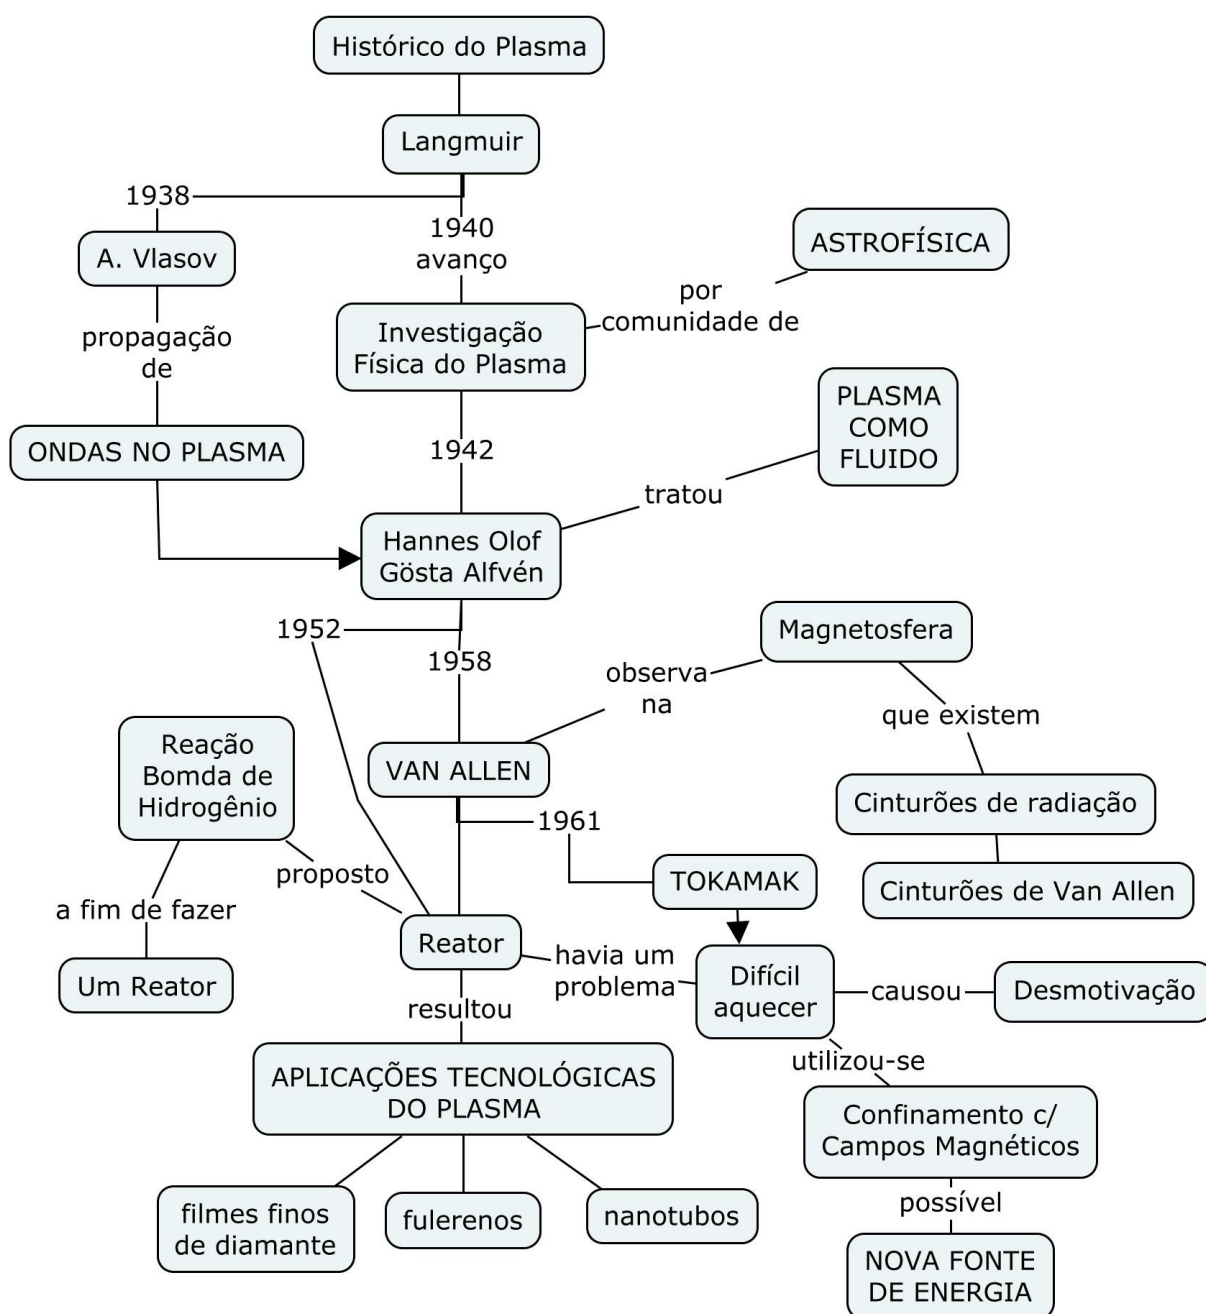 Histórico do Plasma
Langmuir
1938
1940
avanço
A. Vlasov
ASTROFÍSICA
por
comunidade de
propagação
de
Investigação
Física do Plasma
PLASMA
COMO
FLUIDO
ONDAS NO PLASMA
1942
tratou
Hannes Olof
Gösta Alfvén
1952
1958
Magnetosfera
observa
na
que existem
Reação
Bomda de
Hidrogênio
VAN ALLEN
Cinturões de radiação
1961
proposto
TOKAMAK
Cinturões de Van Allen
a fim de fazer
Reator
havia um
problema
Difícil
aquecer
causou
Desmotivação
Um Reator
resultou
utilizou-se
APLICAÇÕES TECNOLÓGICAS
DO PLASMA
Confinamento c/
Campos Magnéticos
filmes finos
de diamante
fulerenos
nanotubos
possível
NOVA FONTE
DE ENERGIA